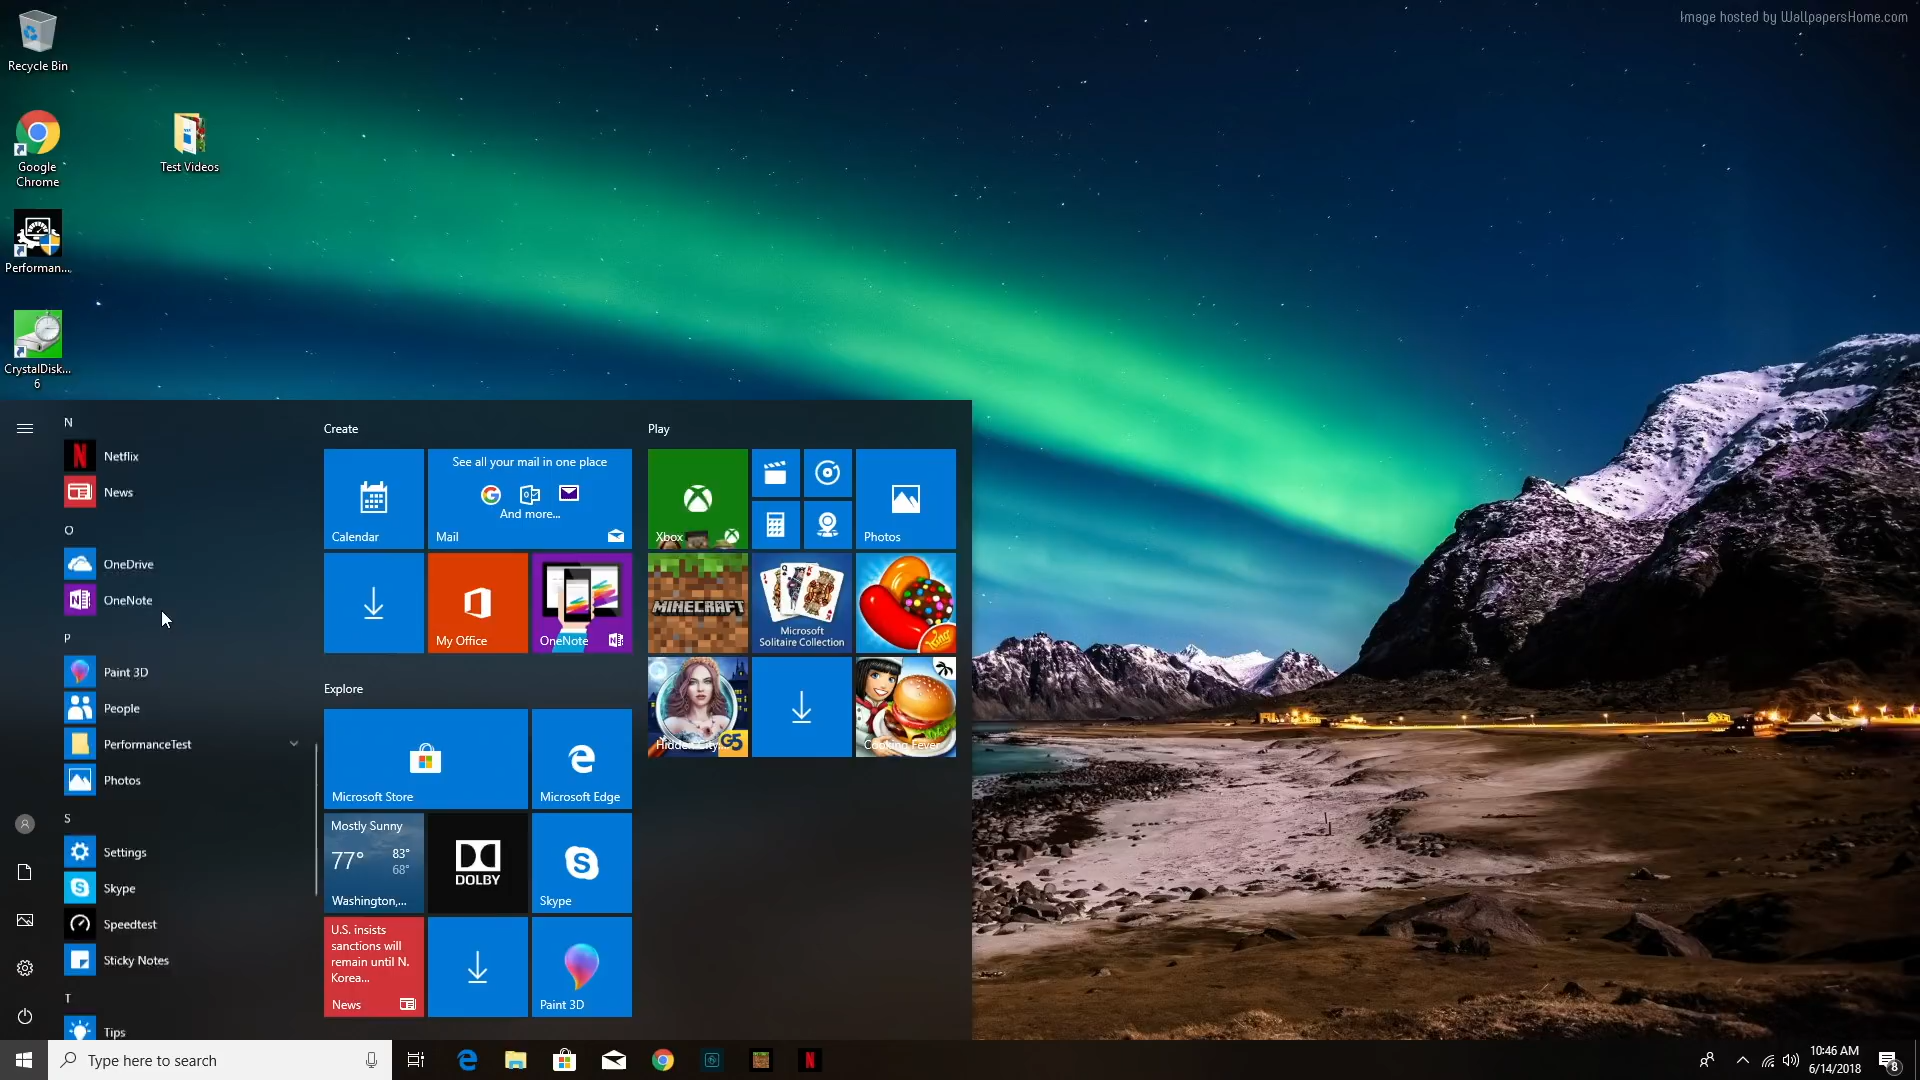 Image hosted by WallpapersHome.com
Recycle Bin
Google
Chrome
Test Videos
Performan...
CrystalDisk...
6
N
Netflix
News
O
OneDrive
OneNote
P
Paint 3D
People
PerformanceTest
Photos
S
Settings
Skype
Speedtest
Sticky Notes
T
Tips
Create
Calendar
See all your mail in one place
And more...
Mail
My Office
OneNote
Explore
Microsoft Store
Microsoft Edge
Mostly Sunny
77°
83°
68°
Washington,...
DOLBY
Skype
U.S. insists
sanctions will
remain until N.
Korea...
News
Paint 3D
Play
Xbox
Photos
MINECRAFT
Microsoft
Solitaire Collection
King
Hidden City...
G5
Cooking Fever
Type here to search
10:46 AM
6/14/2018
8